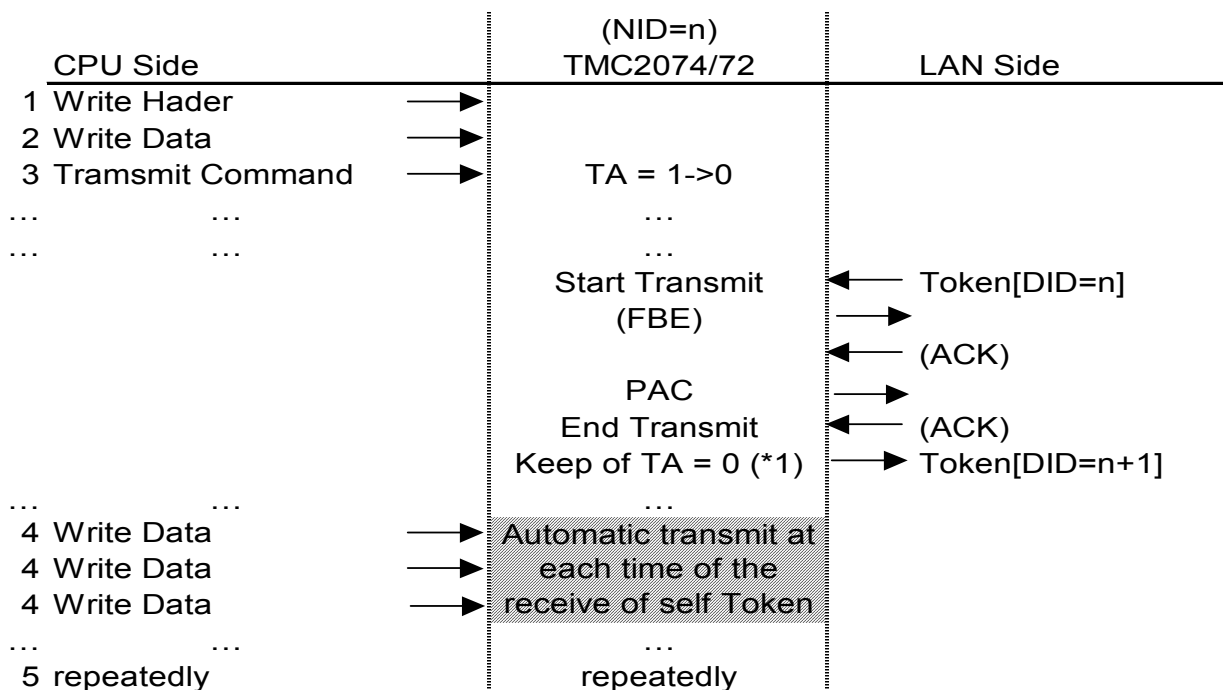 (NID=n)
CPU Side TMC2074/72 LAN Side
1 Write Hader
2 Write Data
3 Tramsmit Command TA = 1->0
... ... ...
... ... ...
Start Transmit Token[DID=n]
(FBE)
(ACK)
PAC
End Transmit (ACK)
Keep of TA = 0 (*1) Token[DID=n+1]
... ... ...
4 Write Data Automatic transmit at
4 Write Data each time of the
4 Write Data receive of self Token
... ... ...
5 repeatedly repeatedly